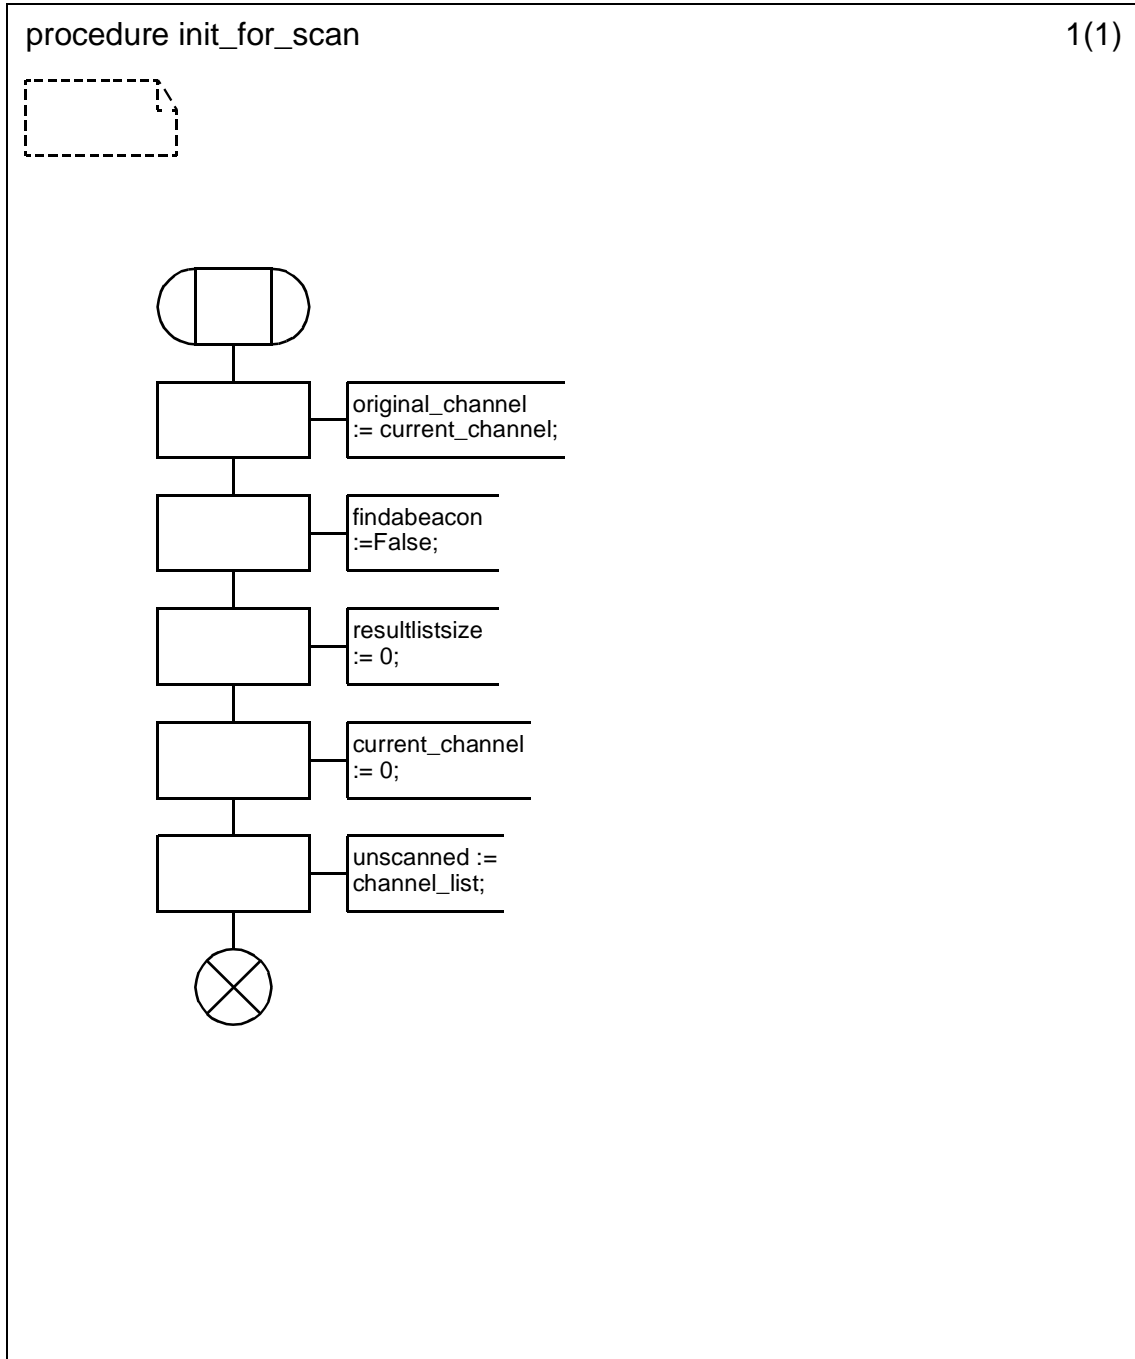 procedure init_for_scan
1(1)
original_channel
:= current_channel;
findabeacon
:=False;
resultlistsize
:= 0;
current_channel
:= 0;
unscanned :=
channel_list;